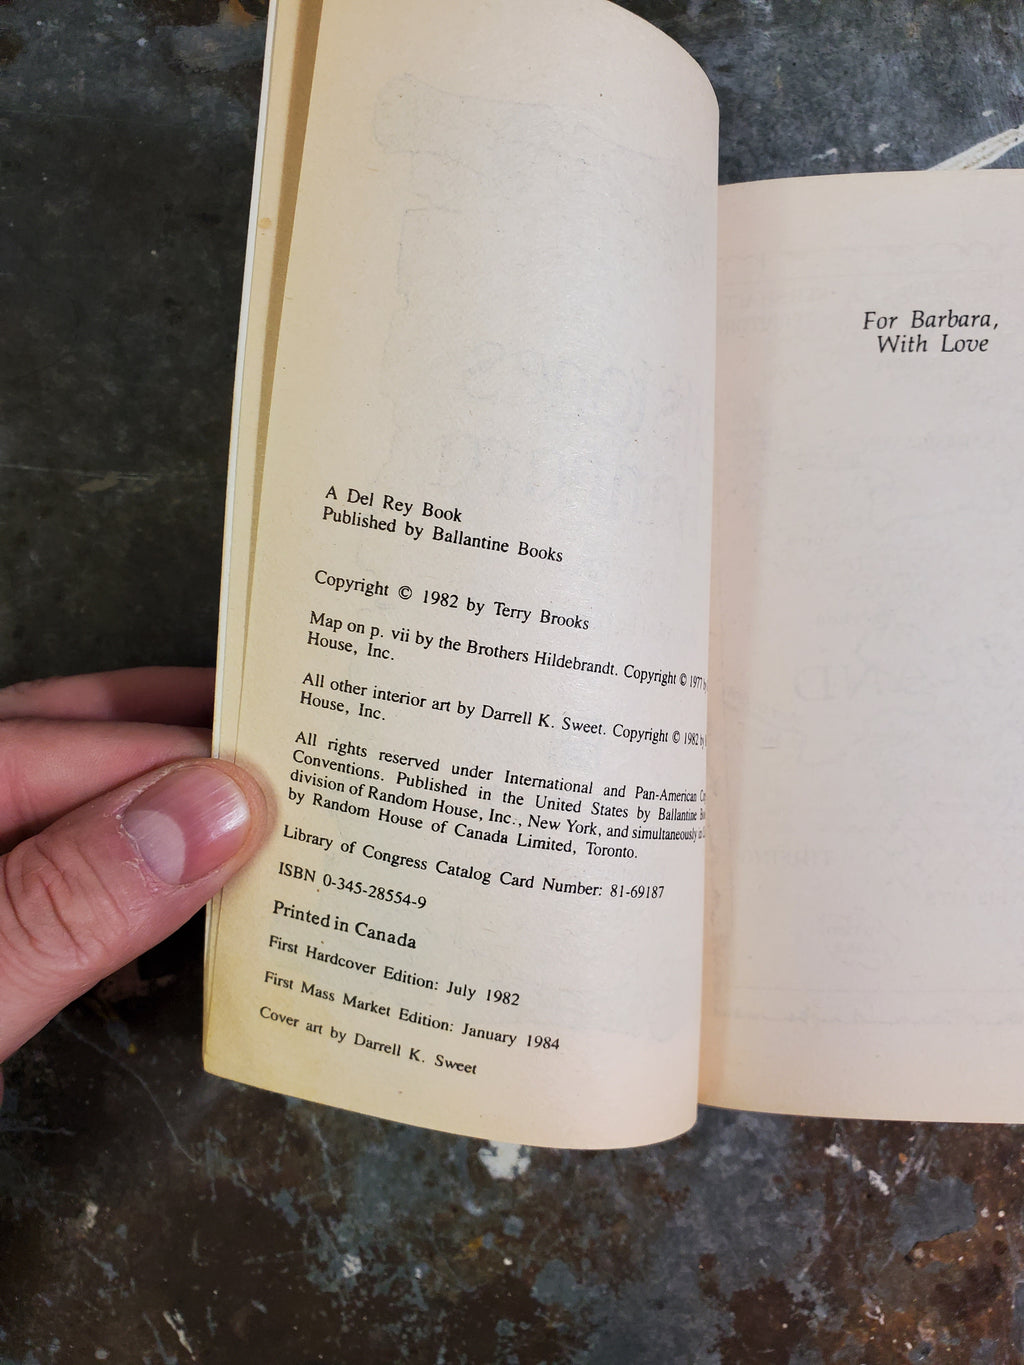 A Del Rey Book
Published by Ballantine Books
Copyright © 1982 by Terry Brooks
Map on p. vii by the Brothers Hildebrandt. Copyright © 1977
House, Inc.
All other interior art by Darrell K. Sweet. Copyright © 1982 by
House, Inc.
All rights reserved under International and Pan-American
Conventions. Published in the United States by Ballantine
division of Random House, Inc., New York, and simultaneously
by Random House of Canada Limited, Toronto.
Library of Congress Catalog Card Number: 81-69187
ISBN 0-345-28554-9
Printed in Canada
First Hardcover Edition: July 1982
First Mass Market Edition: January 1984
Cover art by Darrell K. Sweet
For Barbara,
With Love